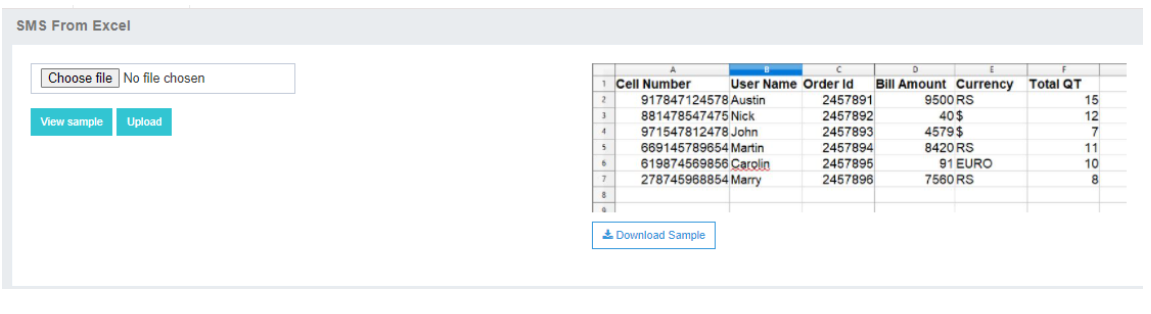 SMS From Excel
Choose file No file chosen
View sample Upload
A B C D E F
1 Cell Number User Name Order Id Bill Amount Currency Total QT
2 917847124578 Austin 2457891 9500 RS 15
3 881478547475 Nick 2457892 40 $ 12
4 971547812478 John 2457893 4579 $ 7
5 669145789654 Martin 2457894 8420 RS 11
6 619874569856 Carolin 2457895 91 EURO 10
7 278745968854 Marry 2457896 7560 RS 8
8
9
Download Sample